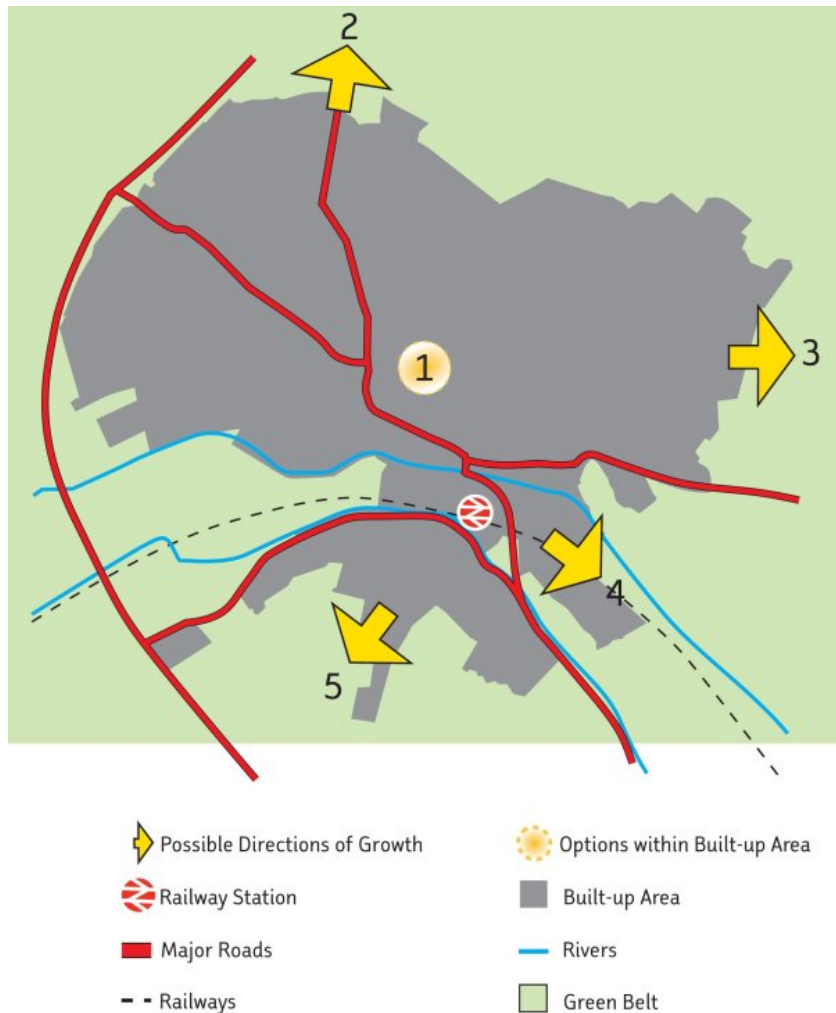 2
3
1
4
5
Possible Directions of Growth
Options within Built-up Area
Railway Station
Built-up Area
Major Roads
Rivers
Railways
Green Belt